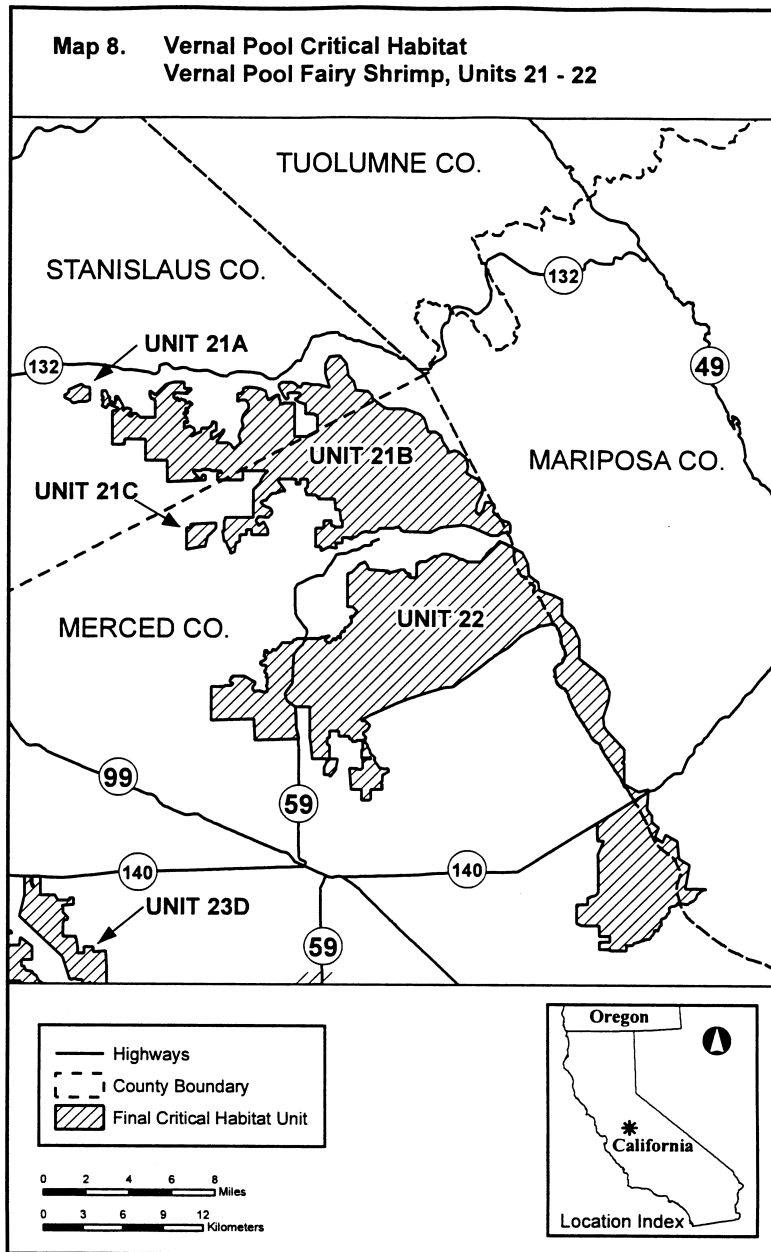 Map 8. Vernal Pool Critical Habitat
Vernal Pool Fairy Shrimp, Units 21 - 22
TUOLUMNE CO.
STANISLAUS CO.
132
UNIT 21A
132
49
UNIT 21B
MARIPOSA CO.
UNIT 21C
MERCED CO.
UNIT 22
99
59
140
140
UNIT 23D
59
Highways
County Boundary
Final Critical Habitat Unit
0 2 4 6 8
Miles
0 3 6 9 12
Kilometers
Oregon
California
Location Index